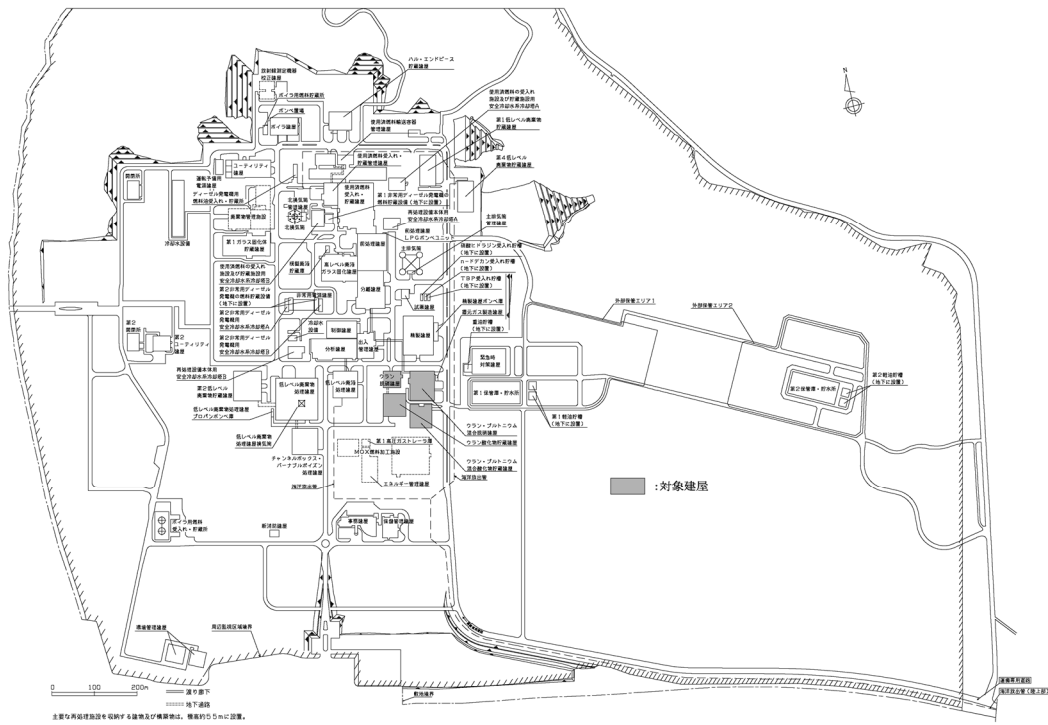 放射線測定機器
校正建屋
ボイラ用燃料貯蔵所
ボンベ置場
ボイラ建屋
ハル・エンドピース
貯蔵建屋
使用済燃料の受入れ
施設及び貯蔵施設用
安全冷却水系冷却塔A
使用済燃料輸送容器
管理建屋
第1低レベル廃棄物
貯蔵建屋
使用済燃料受入れ・
貯蔵管理建屋
第4低レベル
廃棄物貯蔵建屋
N
ユーティリティ
建屋
運転予備用
電源建屋
ディーゼル発電機用
燃料油受入れ・貯蔵所
開閉所
北換気筒
管理建屋
使用済燃料
受入れ・
貯蔵建屋
第1非常用ディーゼル発電機の
燃料貯蔵設備(地下に設置)
再処理設備本体用
安全冷却水系冷却塔A
主排気筒
管理建屋
廃棄物管理施設
北換気筒
前処理建屋
LPGボンベユニット
冷却水設備
第1ガラス固化体
貯蔵建屋
前処理建屋
主排気筒
硝酸ヒドラジン受入れ貯槽
(地下に設置)
n-ドデカン受入れ貯槽
(地下に設置)
模擬廃液
貯蔵庫
高レベル廃液
ガラス固化建屋
使用済燃料の受入れ
施設及び貯蔵施設用
安全冷却水系冷却塔B
TBP受入れ貯槽
(地下に設置)
第2非常用ディーゼル
発電機の燃料貯蔵設備
(地下に設置)
非常用電源建屋
分離建屋
試薬建屋
精製建屋ボンベ庫
還元ガス製造建屋
重油貯槽
(地下に設置)
外部保管エリア1
外部保管エリア2
第2非常用ディーゼル
発電機用
安全冷却水系冷却塔A
冷却水
設備
制御建屋
精製建屋
第2
開閉所
第2
ユーティリティ
建屋
第2非常用ディーゼル
発電機用
安全冷却水系冷却塔B
分析建屋
出入
管理建屋
緊急時
対策建屋
再処理設備本体用
安全冷却水系冷却塔B
ウラン
脱硝建屋
第2低レベル
廃棄物貯蔵建屋
低レベル廃棄物
処理建屋
低レベル廃液
処理建屋
第1保管庫・貯水所
第2保管庫・貯水所
第2軽油貯槽
(地下に設置)
低レベル廃棄物処理建屋
プロパンボンベ庫
第1軽油貯槽
(地下に設置)
低レベル廃棄物
処理建屋換気筒
ウラン・プルトニウム
混合脱硝建屋
ウラン酸化物貯蔵建屋
第1高圧ガストレーラ庫
MOX燃料加工施設
チャンネルボックス・
バーナブルポイズン
処理建屋
ウラン・プルトニウム
混合酸化物貯蔵建屋
海洋放出管
エネルギー管理建屋
海洋放出管
:対象建屋
ボイラ用燃料
受入れ・貯蔵所
新消防建屋
事務建屋
保健管理建屋
環境管理建屋
周辺監視区域境界
敷地境界
運搬専用道路
海洋放出管(陸上部)
0 100 200m
渡り廊下
地下通路
主要な再処理施設を収納する建物及び構築物は、標高約55mに設置。